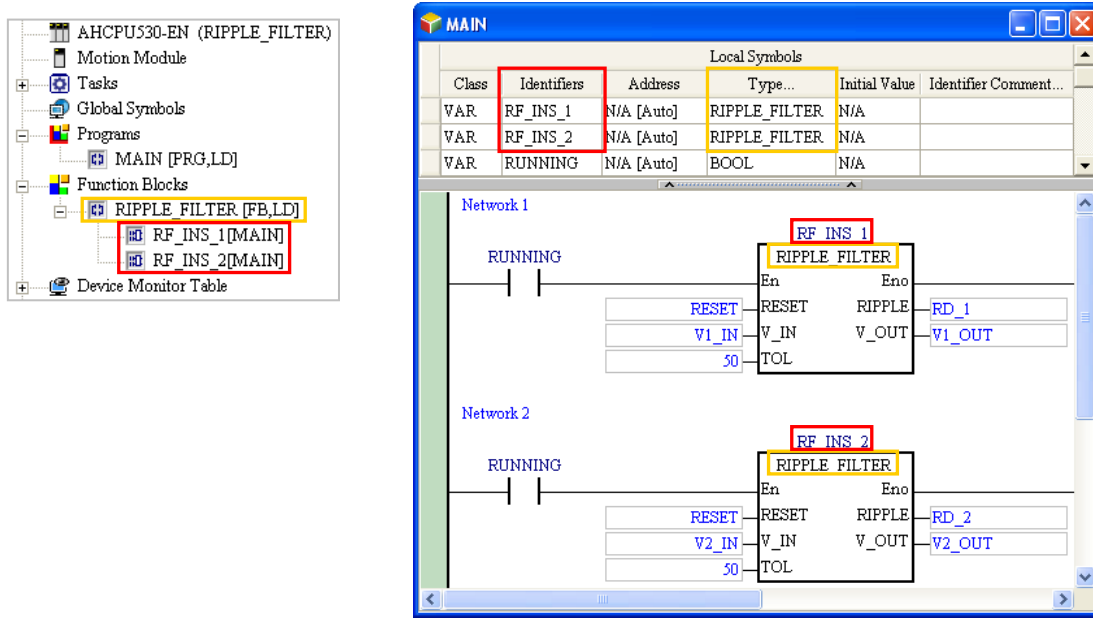 AHCPU530-EN (RIPPLE_FILTER)
Motion Module
Tasks
Global Symbols
Programs
MAIN [PRG,LD]
Function Blocks
RIPPLE_FILTER [FB,LD]
RF_INS_1[MAIN]
RF_INS_2[MAIN]
Device Monitor Table
MAIN
Local Symbols
Class Identifiers Address Type... Initial Value Identifier Comment...
VAR RF_INS_1 N/A [Auto] RIPPLE_FILTER N/A
VAR RF_INS_2 N/A [Auto] RIPPLE_FILTER N/A
VAR RUNNING N/A [Auto] BOOL N/A
Network 1
RF_INS_1
RUNNING RIPPLE_FILTER
En Eno
RESET RESET RIPPLE RD_1
V1_IN V_IN V_OUT V1_OUT
50 TOL
Network 2
RF_INS_2
RUNNING RIPPLE_FILTER
En Eno
RESET RESET RIPPLE RD_2
V2_IN V_IN V_OUT V2_OUT
50 TOL